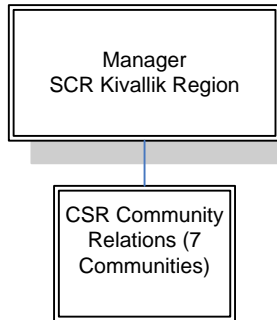 Manager
SCR Kivallik Region
CSR Community
Relations (7
Communities)